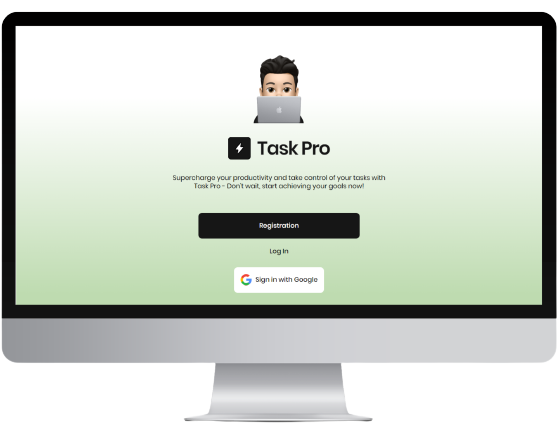 Task Pro
Supercharge your productivity and take control of your tasks with
Task Pro - Don't wait, start achieving your goals now!
Registration
Log In
Sign in with Google